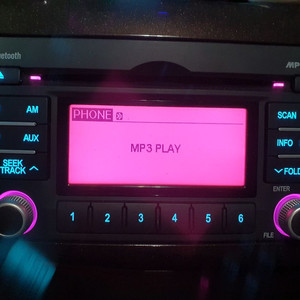 Bluetooth
MP
AM
PHONE
SCAN
AUX
MP3 PLAY
INFO
SEEK
TRACK
FOLD
ENTER
1 2 3 4 5 6
FILE